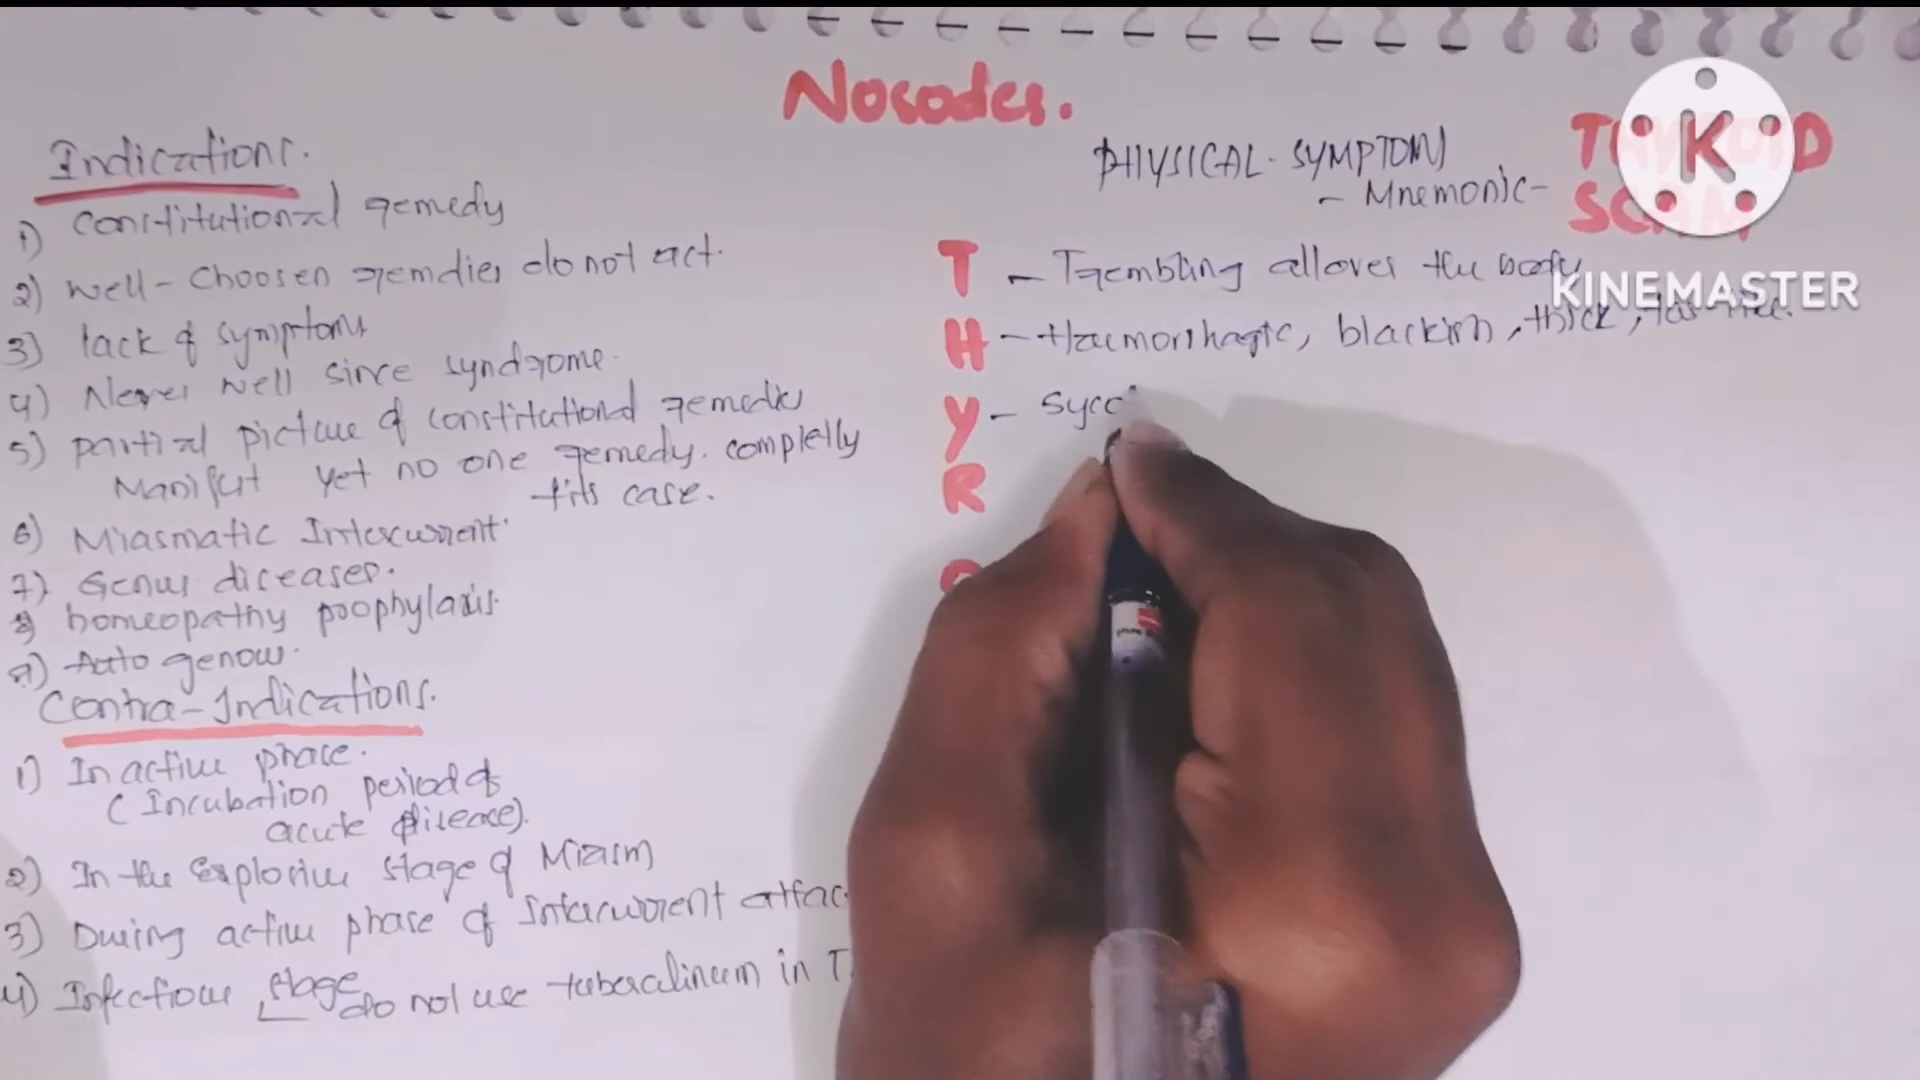 Nosodes.
Indications.
1) Constitutional remedy
2) Well-Choosen remdies do not act.
3) lack of symptoms
4) Never well since syndrome.
5) partial picture of constitutional remedies
Manifest yet no one remedy. completly
fits case.
6) Miasmatic Intercurrent.
7) Genus diseases.
8) homeopathy prophylaxis.
9) Auto genous.
Contra-Indications.
1) In active phase.
(Incubation period of
acute disease).
2) In the Explosive stage of Miasm
3) During active phase of Intercurrent attac
4) Infectious stage
do not use tuberculinum in T
PHYSICAL SYMPTOM
- Mnemonic -
T - Trembling allover the body
H - Haemorrhagic, blackish, thick,
Y - Syco
R
K
KINEMASTER